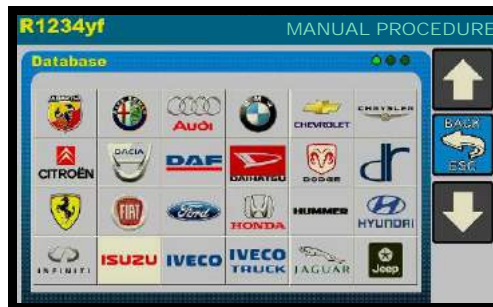 R1234yf MANUAL PROCEDURE
Database
Audi CHEVROLET CHRYSLER
BACK
CITROËN DACIA DAF DAIHATSU DODGE dr
ESC
FIAT Ford HONDA HUMMER HYUNDAI
INFINITI ISUZU IVECO IVECO TRUCK JAGUAR Jeep